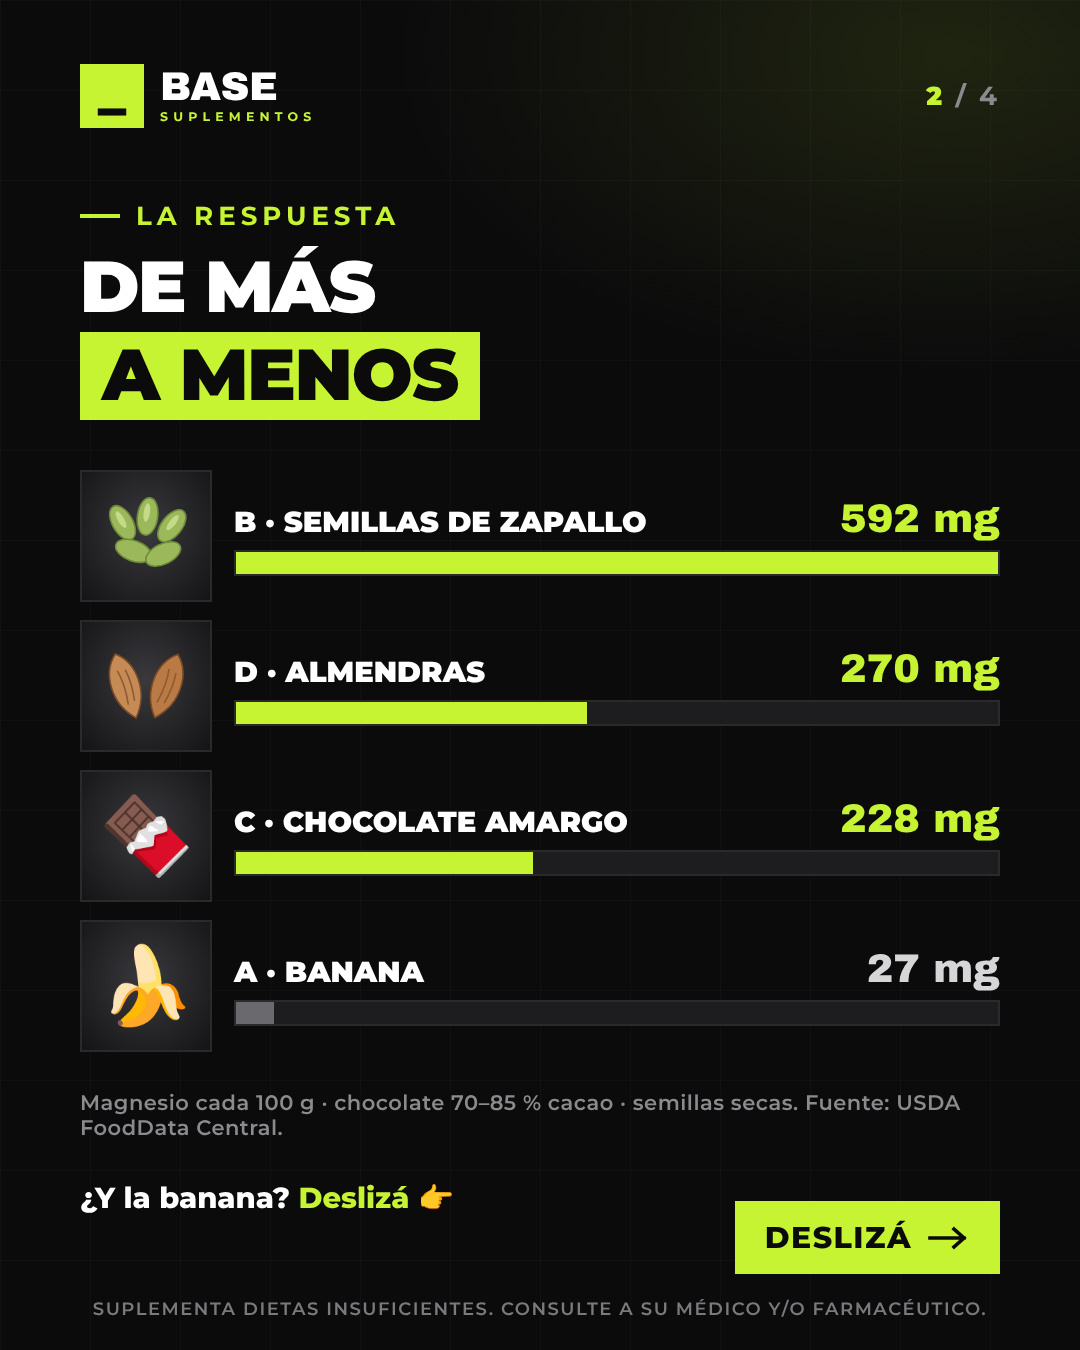 BASE
SUPLEMENTOS
2 / 4
LA RESPUESTA
DE MÁS
A MENOS
B · SEMILLAS DE ZAPALLO 592 mg
D · ALMENDRAS 270 mg
C · CHOCOLATE AMARGO 228 mg
A · BANANA 27 mg
Magnesio cada 100 g · chocolate 70–85 % cacao · semillas secas. Fuente: USDA
FoodData Central.
¿Y la banana? Deslizá 👉
DESLIZÁ →
SUPLEMENTA DIETAS INSUFICIENTES. CONSULTE A SU MÉDICO Y/O FARMACÉUTICO.